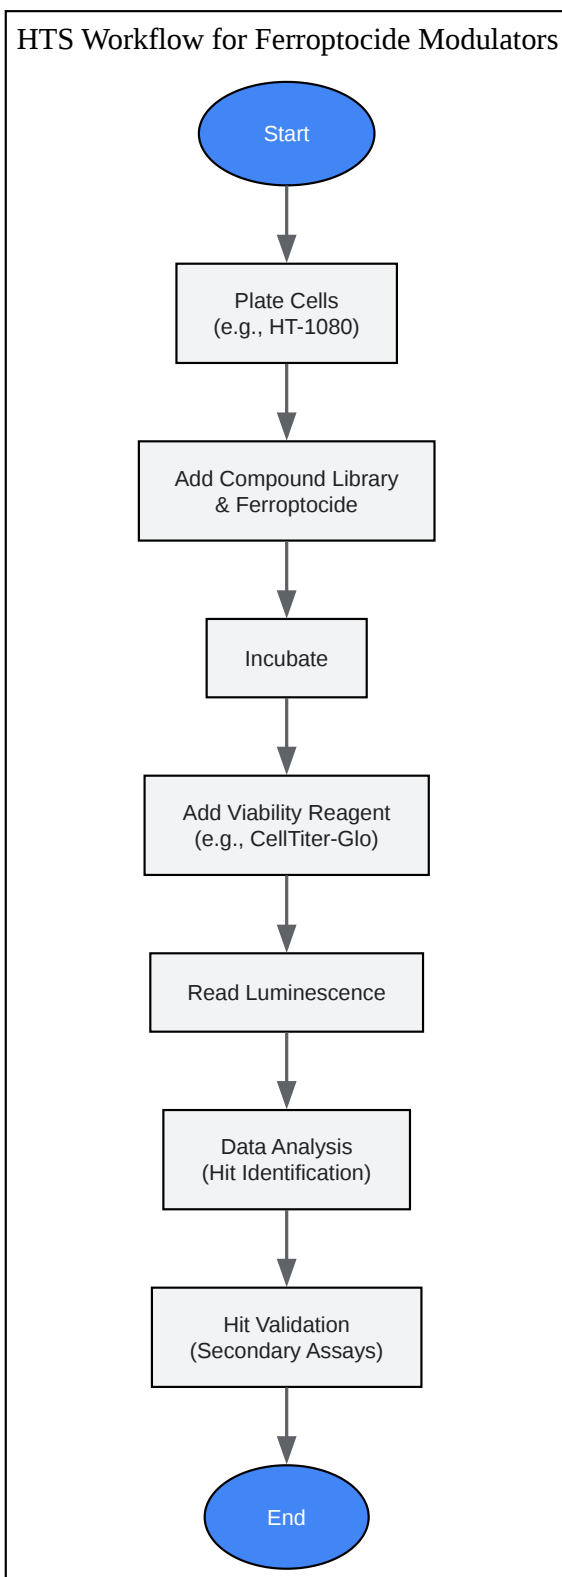 HTS Workflow for Ferroptocide Modulators
Start
Plate Cells
(e.g., HT-1080)
Add Compound Library
& Ferroptocide
Incubate
Add Viability Reagent
(e.g., CellTiter-Glo)
Read Luminescence
Data Analysis
(Hit Identification)
Hit Validation
(Secondary Assays)
End